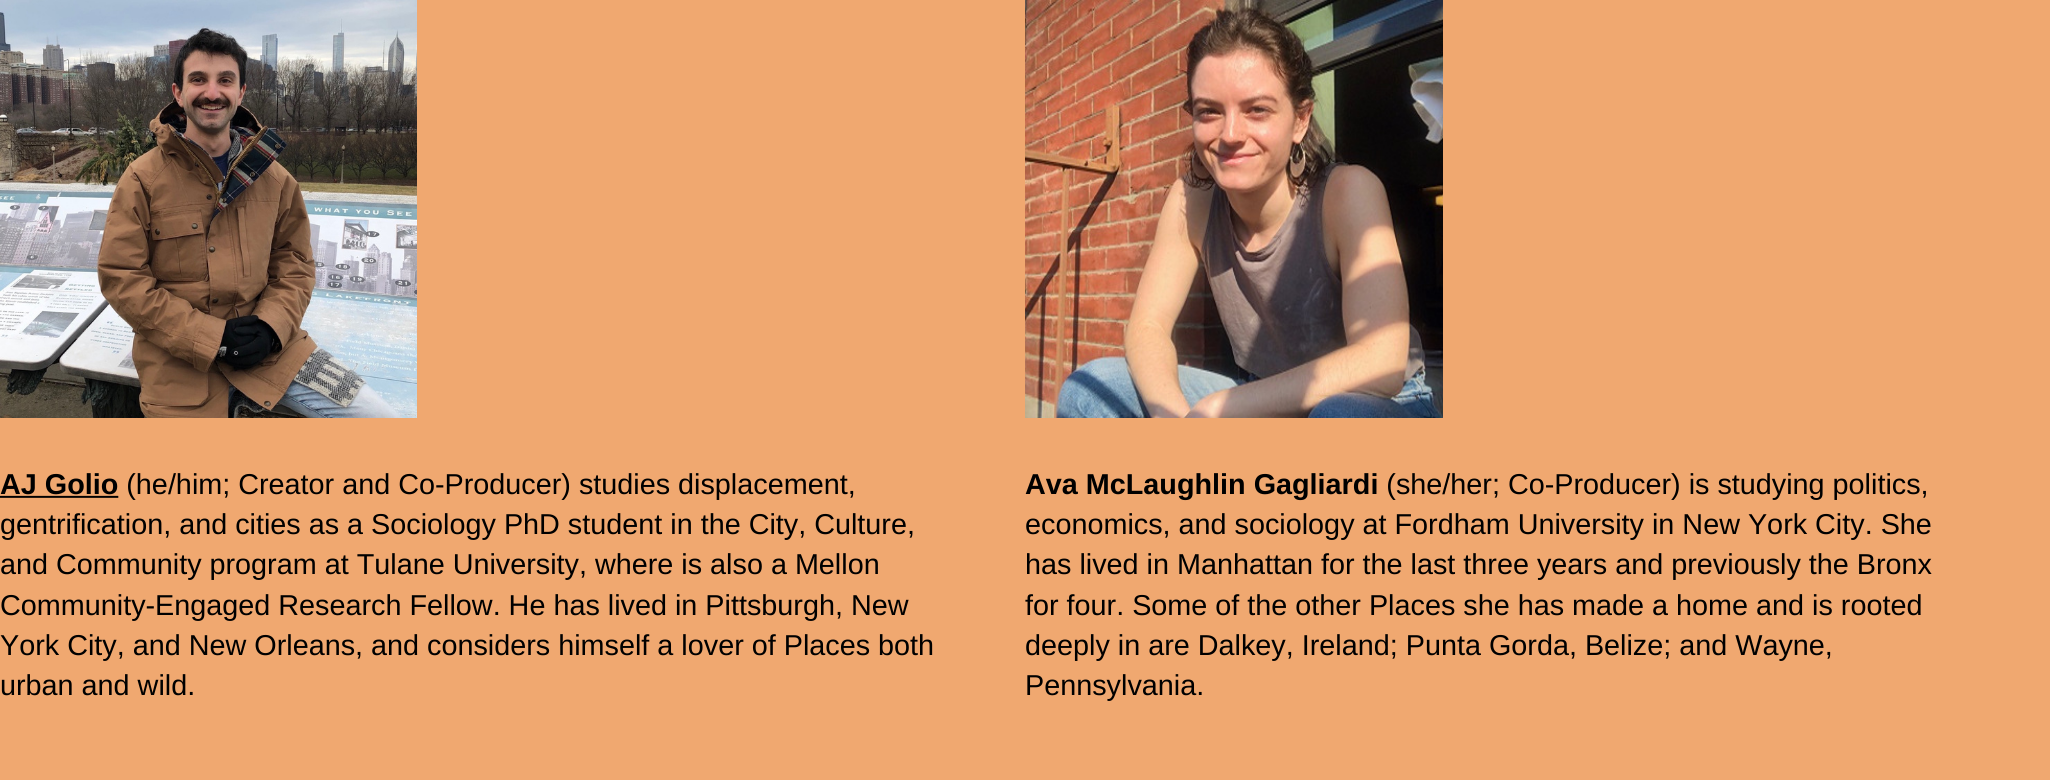 WHAT YOU SEE
LAKEFRONT
AJ Golio (he/him; Creator and Co-Producer) studies displacement,
gentrification, and cities as a Sociology PhD student in the City, Culture,
and Community program at Tulane University, where is also a Mellon
Community-Engaged Research Fellow. He has lived in Pittsburgh, New
York City, and New Orleans, and considers himself a lover of Places both
urban and wild.
Ava McLaughlin Gagliardi (she/her; Co-Producer) is studying politics,
economics, and sociology at Fordham University in New York City. She
has lived in Manhattan for the last three years and previously the Bronx
for four. Some of the other Places she has made a home and is rooted
deeply in are Dalkey, Ireland; Punta Gorda, Belize; and Wayne,
Pennsylvania.